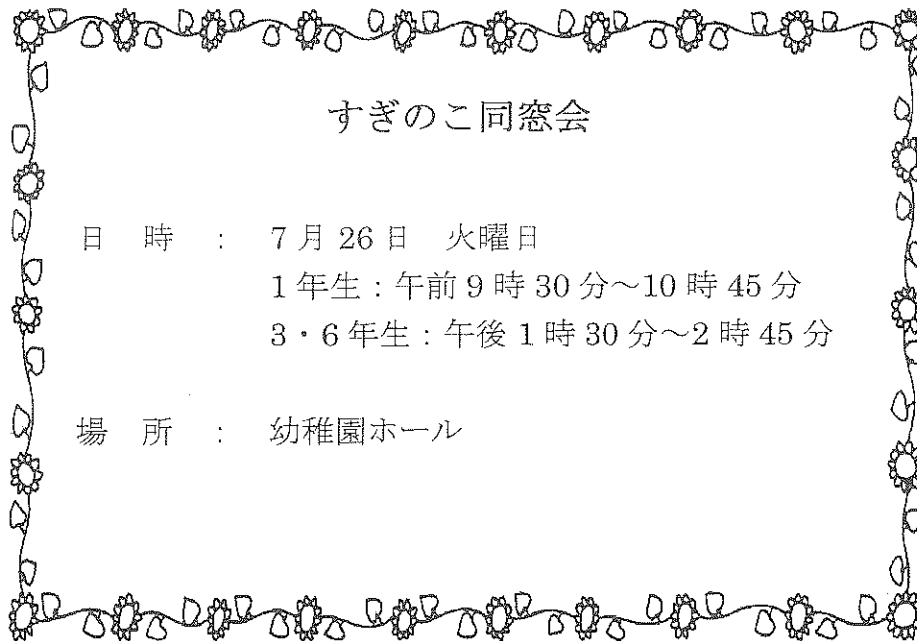 すぎのこ同窓会
日　時　：　7月26日　火曜日
1年生：午前9時30分～10時45分
3・6年生：午後1時30分～2時45分
場　所　：　幼稚園ホール